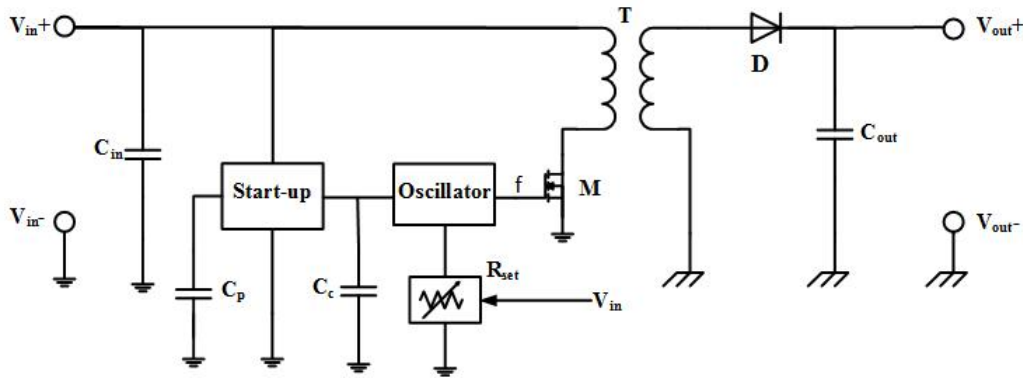 Vin+
T
Vout+
D
Cin
Cout
Start-up
Oscillator
f
M
Vin-
Vout-
Cp
Cc
Rset
Vin